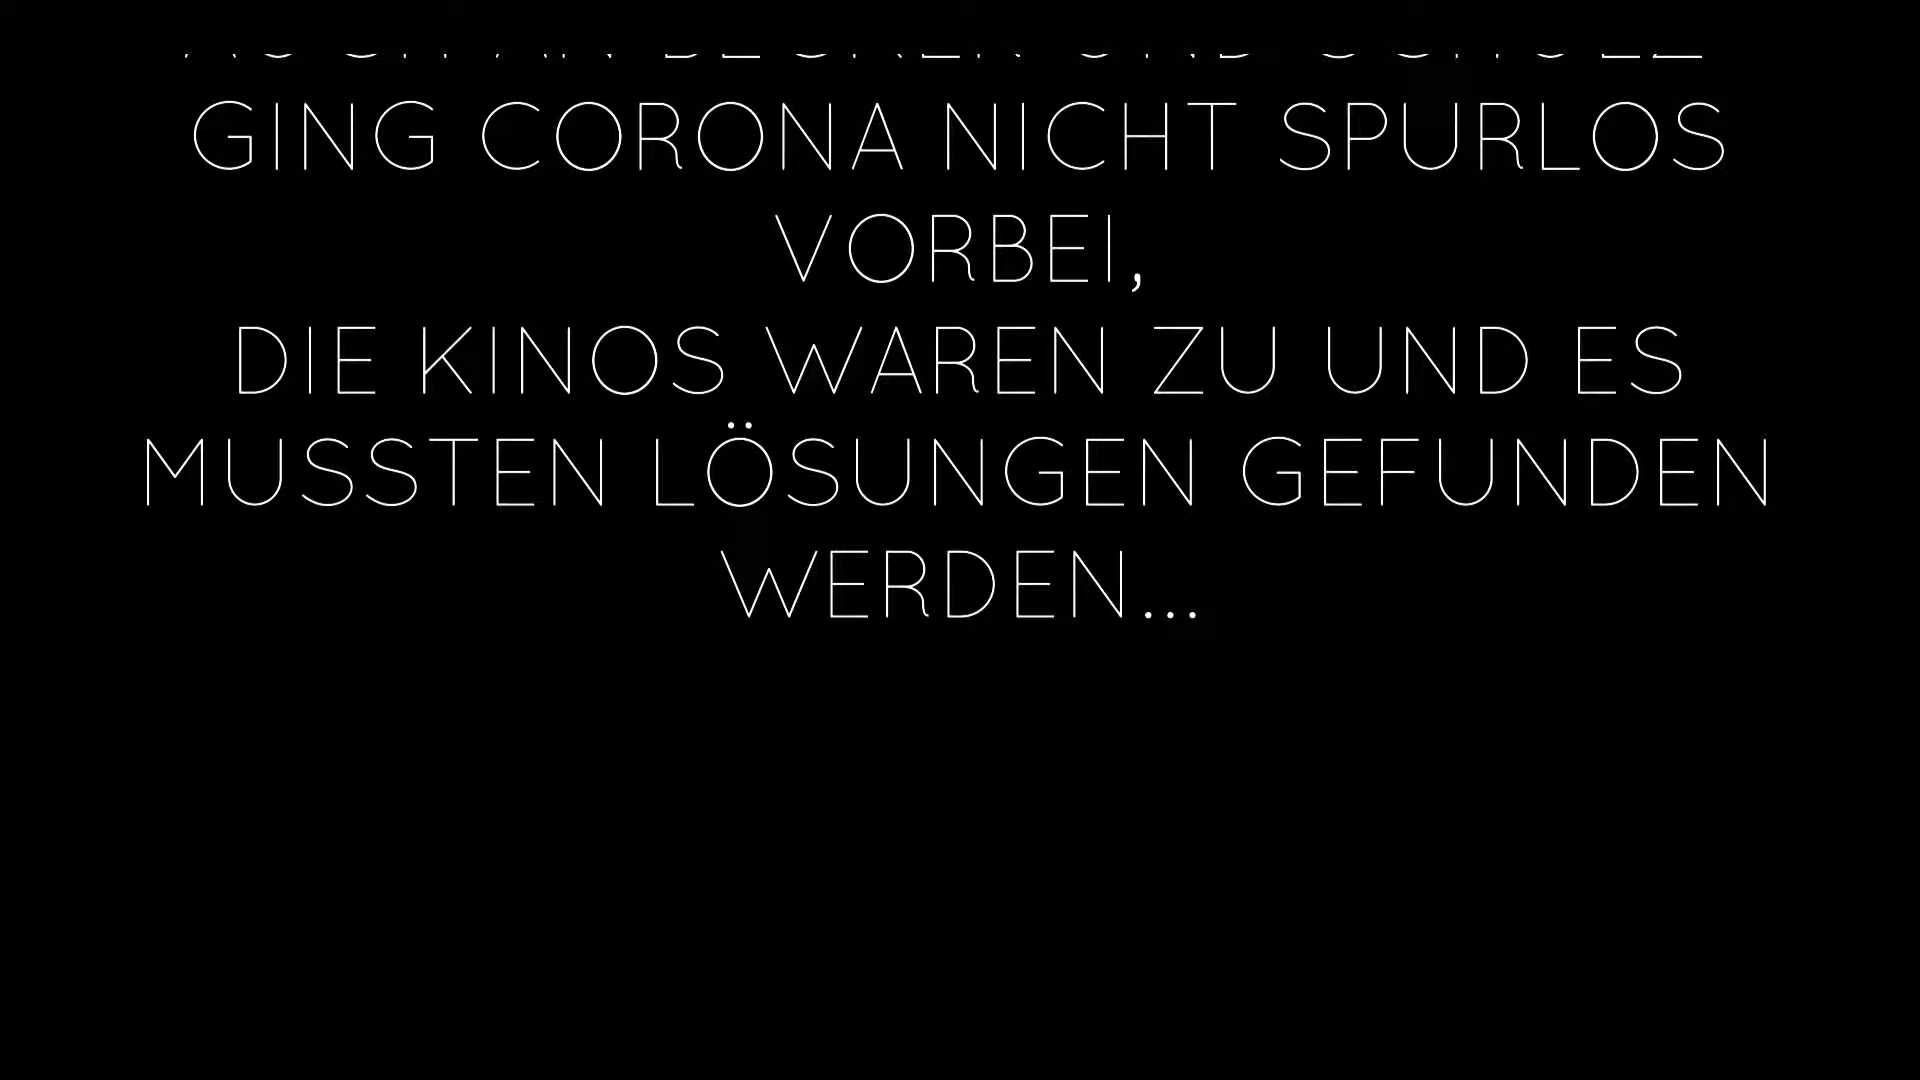 GING CORONA NICHT SPURLOS
VORBEI,
DIE KINOS WAREN ZU UND ES
MUSSTEN LÖSUNGEN GEFUNDEN
WERDEN...